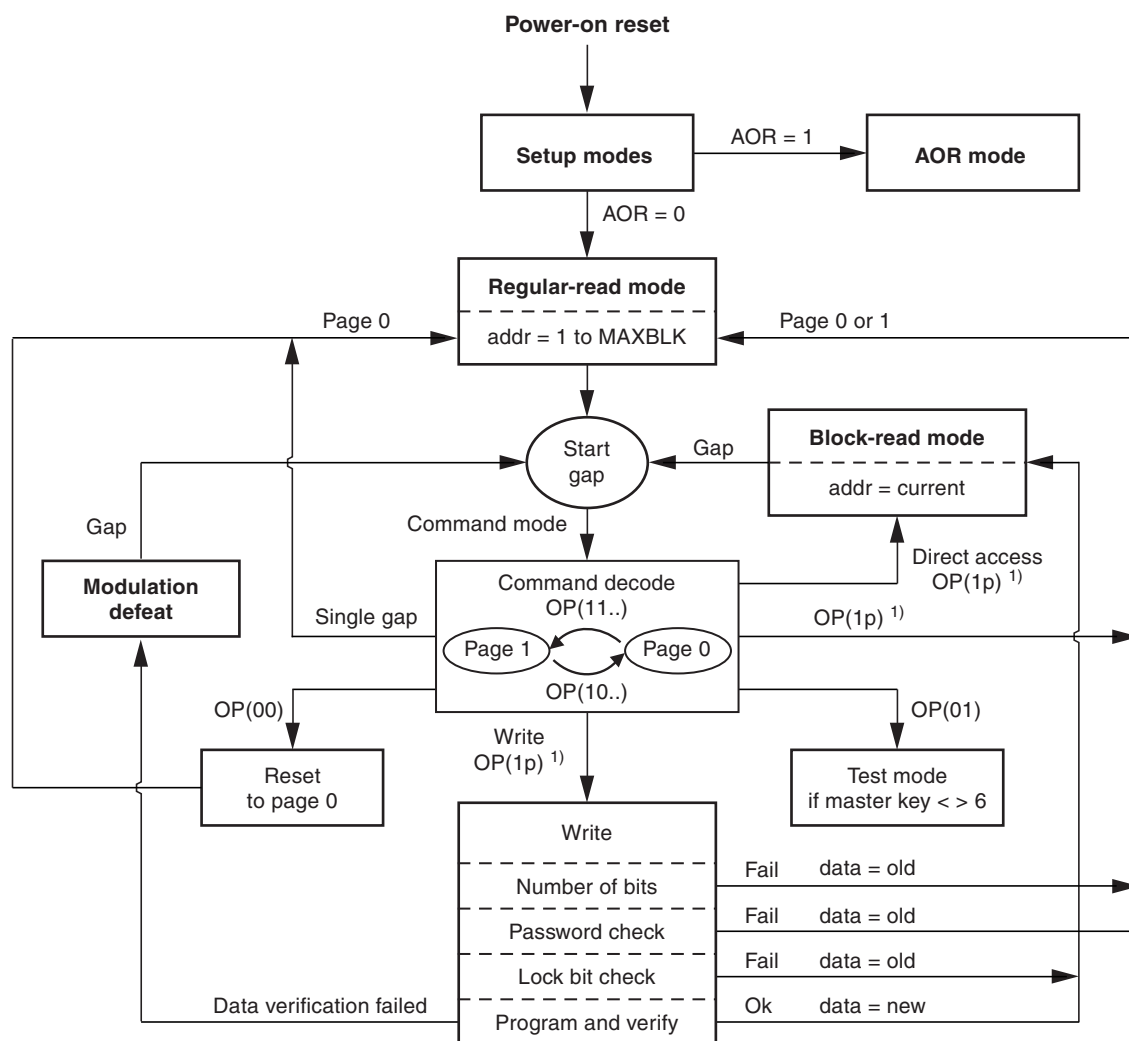 Power-on reset
Setup modes
AOR = 1
AOR mode
AOR = 0
Regular-read mode
Page 0
addr = 1 to MAXBLK
Page 0 or 1
Start
gap
Gap
Block-read mode
addr = current
Command mode
Gap
Modulation
defeat
Single gap
Command decode
OP(11..)
Page 1
Page 0
OP(10..)
Direct access
OP(1p) 1)
OP(1p) 1)
OP(00)
Reset
to page 0
Write
OP(1p) 1)
OP(01)
Test mode
if master key < > 6
Write
Number of bits
Fail data = old
Password check
Fail data = old
Lock bit check
Fail data = old
Data verification failed
Program and verify
Ok data = new